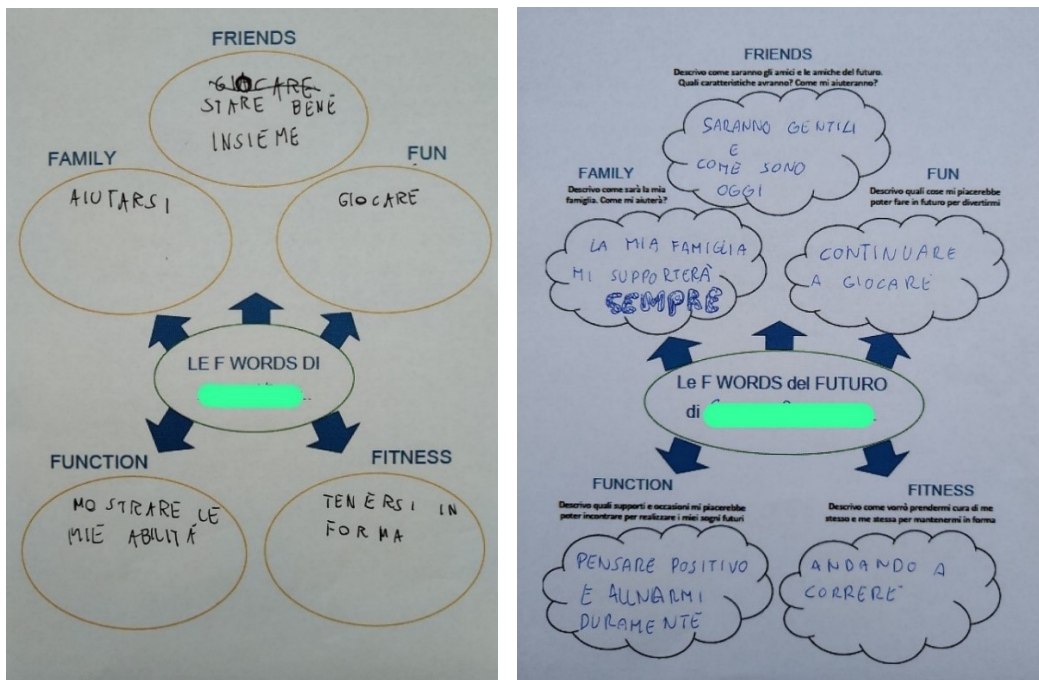 FRIENDS
GIOCARE
STARE BENE
INSIEME
FAMILY
AIUTARSI
FUN
GIOCARE
LE F WORDS DI
FUNCTION
MOSTRARE LE
MIE ABILITÁ
FITNESS
TENERSI IN
FORMA
FRIENDS
Descrivo come saranno gli amici e le amiche del futuro.
Quali caratteristiche avranno? Come mi aiuteranno?
SARANNO GENTILI
E
COME SONO
OGGI
FAMILY
Descrivo come sarà la mia
famiglia. Come mi aiuterà?
LA MIA FAMIGLIA
MI SUPPORTERÀ
SEMPRE
FUN
Descrivo quali cose mi piacerebbe
poter fare in futuro per divertirmi
CONTINUARE
A GIOCARE
Le F WORDS del FUTURO
di
FUNCTION
Descrivo quali supporti e occasioni mi piacerebbe
poter incontrare per realizzare i miei sogni futuri
PENSARE POSITIVO
E ALLNARMI
DURAMENTE
FITNESS
Descrivo come vorrò prendermi cura di me
stesso e me stessa per mantenermi in forma
ANDANDO A
CORRERE